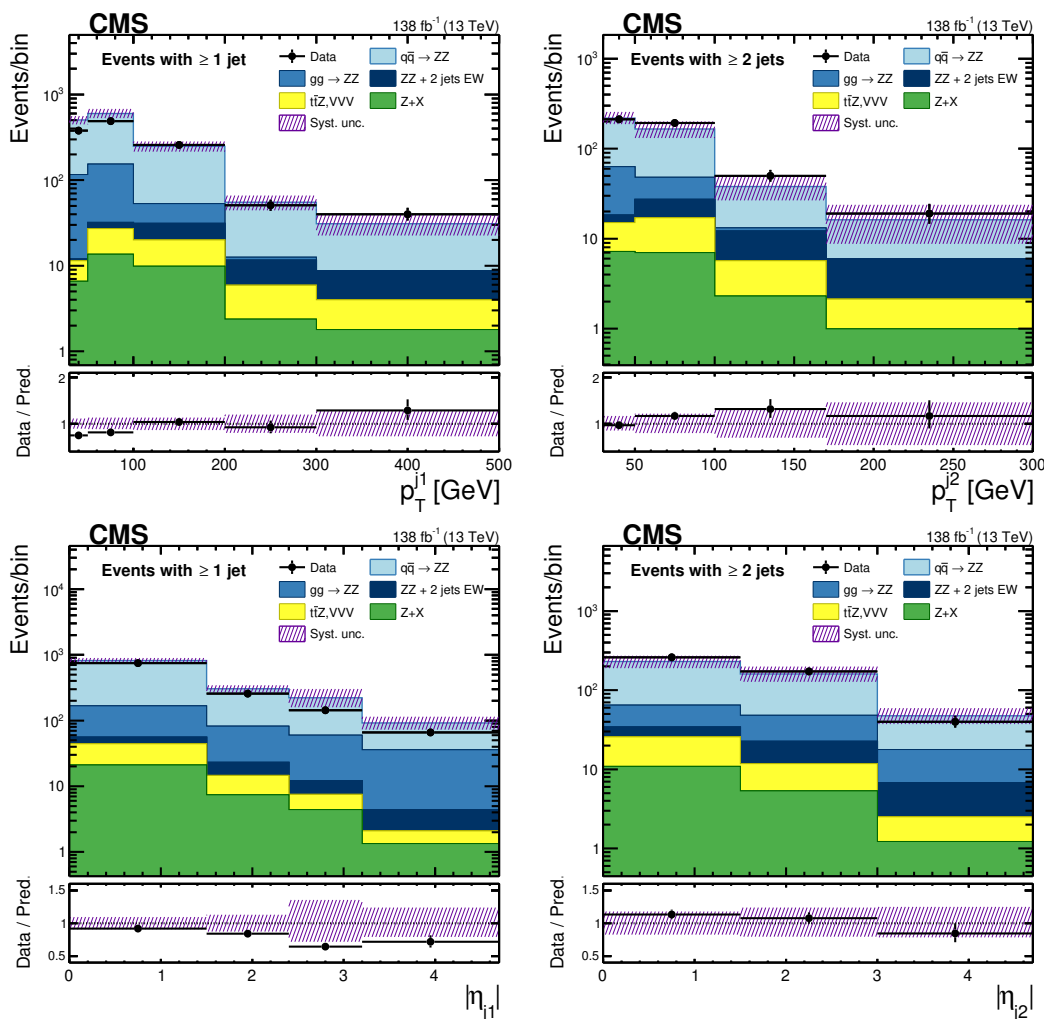 CMS
138 fb⁻¹ (13 TeV)
Events/bin
Events with ≥ 1 jet
Data
qq̄ → ZZ
gg → ZZ
ZZ + 2 jets EW
tt̄Z,VVV
Z+X
Syst. unc.
10³
10²
10
1
Data / Pred.
2
1
100 200 300 400 500
p_T^j1 [GeV]
CMS
138 fb⁻¹ (13 TeV)
Events/bin
Events with ≥ 2 jets
Data
qq̄ → ZZ
gg → ZZ
ZZ + 2 jets EW
tt̄Z,VVV
Z+X
Syst. unc.
10³
10²
10
1
Data / Pred.
2
1
50 100 150 200 250 300
p_T^j2 [GeV]
CMS
138 fb⁻¹ (13 TeV)
Events/bin
Events with ≥ 1 jet
Data
qq̄ → ZZ
gg → ZZ
ZZ + 2 jets EW
tt̄Z,VVV
Z+X
Syst. unc.
10⁴
10³
10²
10
1
Data / Pred.
1.5
1
0.5
0 1 2 3 4
|η_j1|
CMS
138 fb⁻¹ (13 TeV)
Events/bin
Events with ≥ 2 jets
Data
qq̄ → ZZ
gg → ZZ
ZZ + 2 jets EW
tt̄Z,VVV
Z+X
Syst. unc.
10³
10²
10
1
Data / Pred.
1.5
1
0.5
0 1 2 3 4
|η_j2|